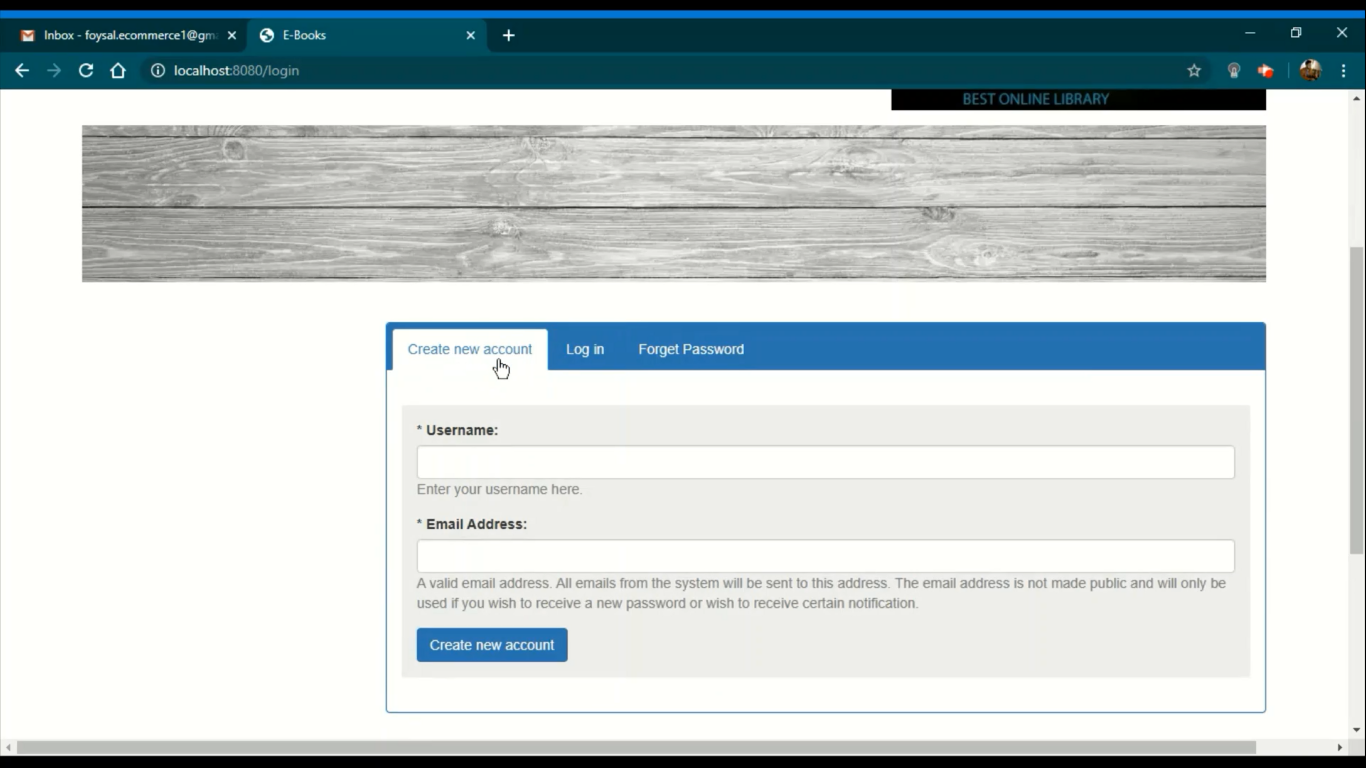 Inbox - foysal.ecommerce1@gm
E-Books
localhost:8080/login
BEST ONLINE LIBRARY
Create new account
Log in
Forget Password
* Username:
Enter your username here.
* Email Address:
A valid email address. All emails from the system will be sent to this address. The email address is not made public and will only be
used if you wish to receive a new password or wish to receive certain notification.
Create new account